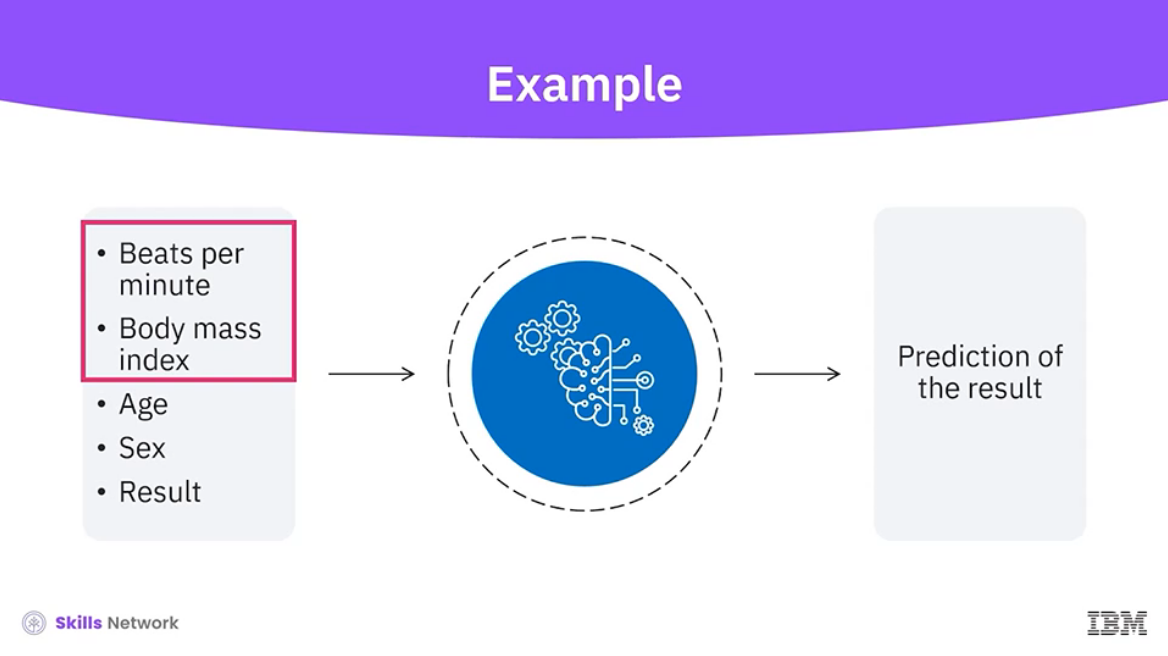 Example
• Beats per
minute
• Body mass
index
• Age
• Sex
• Result
Prediction of
the result
Skills Network
IBM